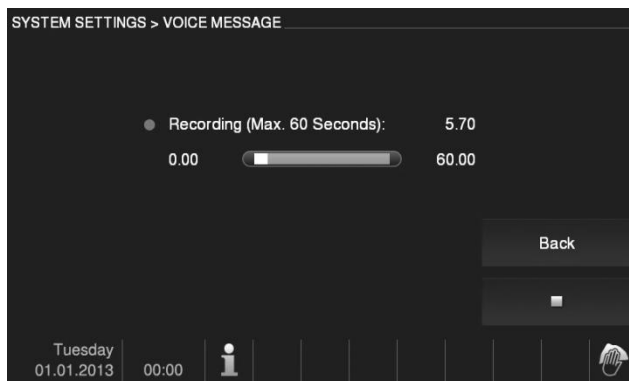 SYSTEM SETTINGS > VOICE MESSAGE
Recording (Max. 60 Seconds): 5.70
0.00 60.00
Back
Tuesday
01.01.2013 00:00